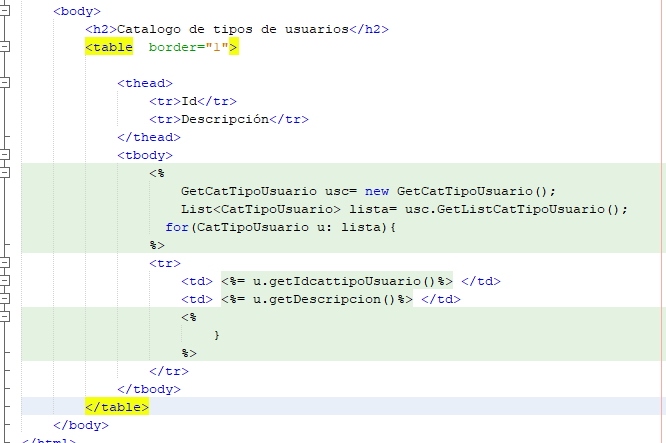 <body>
<h2>Catalogo de tipos de usuarios</h2>
<table border="1">
<thead>
<tr>Id</tr>
<tr>Descripción</tr>
</thead>
<tbody>
<%
GetCatTipoUsuario usc= new GetCatTipoUsuario();
List<CatTipoUsuario> lista= usc.GetListCatTipoUsuario();
for(CatTipoUsuario u: lista){
%>
<tr>
<td> <%= u.getIdcattipoUsuario()%> </td>
<td> <%= u.getDescripcion()%> </td>
<%
}
%>
</tr>
</tbody>
</table>
</body>
</html>